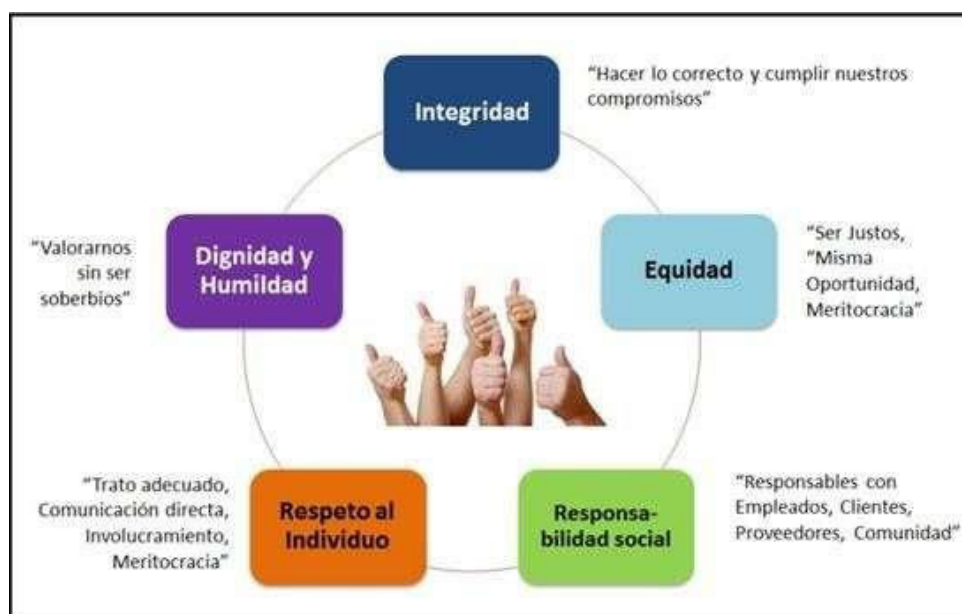 Integridad
“Hacer lo correcto y cumplir nuestros
compromisos”
Equidad
“Ser Justos,
“Misma
Oportunidad,
Meritocracia”
Responsa-
bilidad social
“Responsables con
Empleados, Clientes,
Proveedores, Comunidad”
Respeto al
Individuo
“Trato adecuado,
Comunicación directa,
Involucramiento,
Meritocracia”
Dignidad y
Humildad
“Valorarnos
sin ser
soberbios”